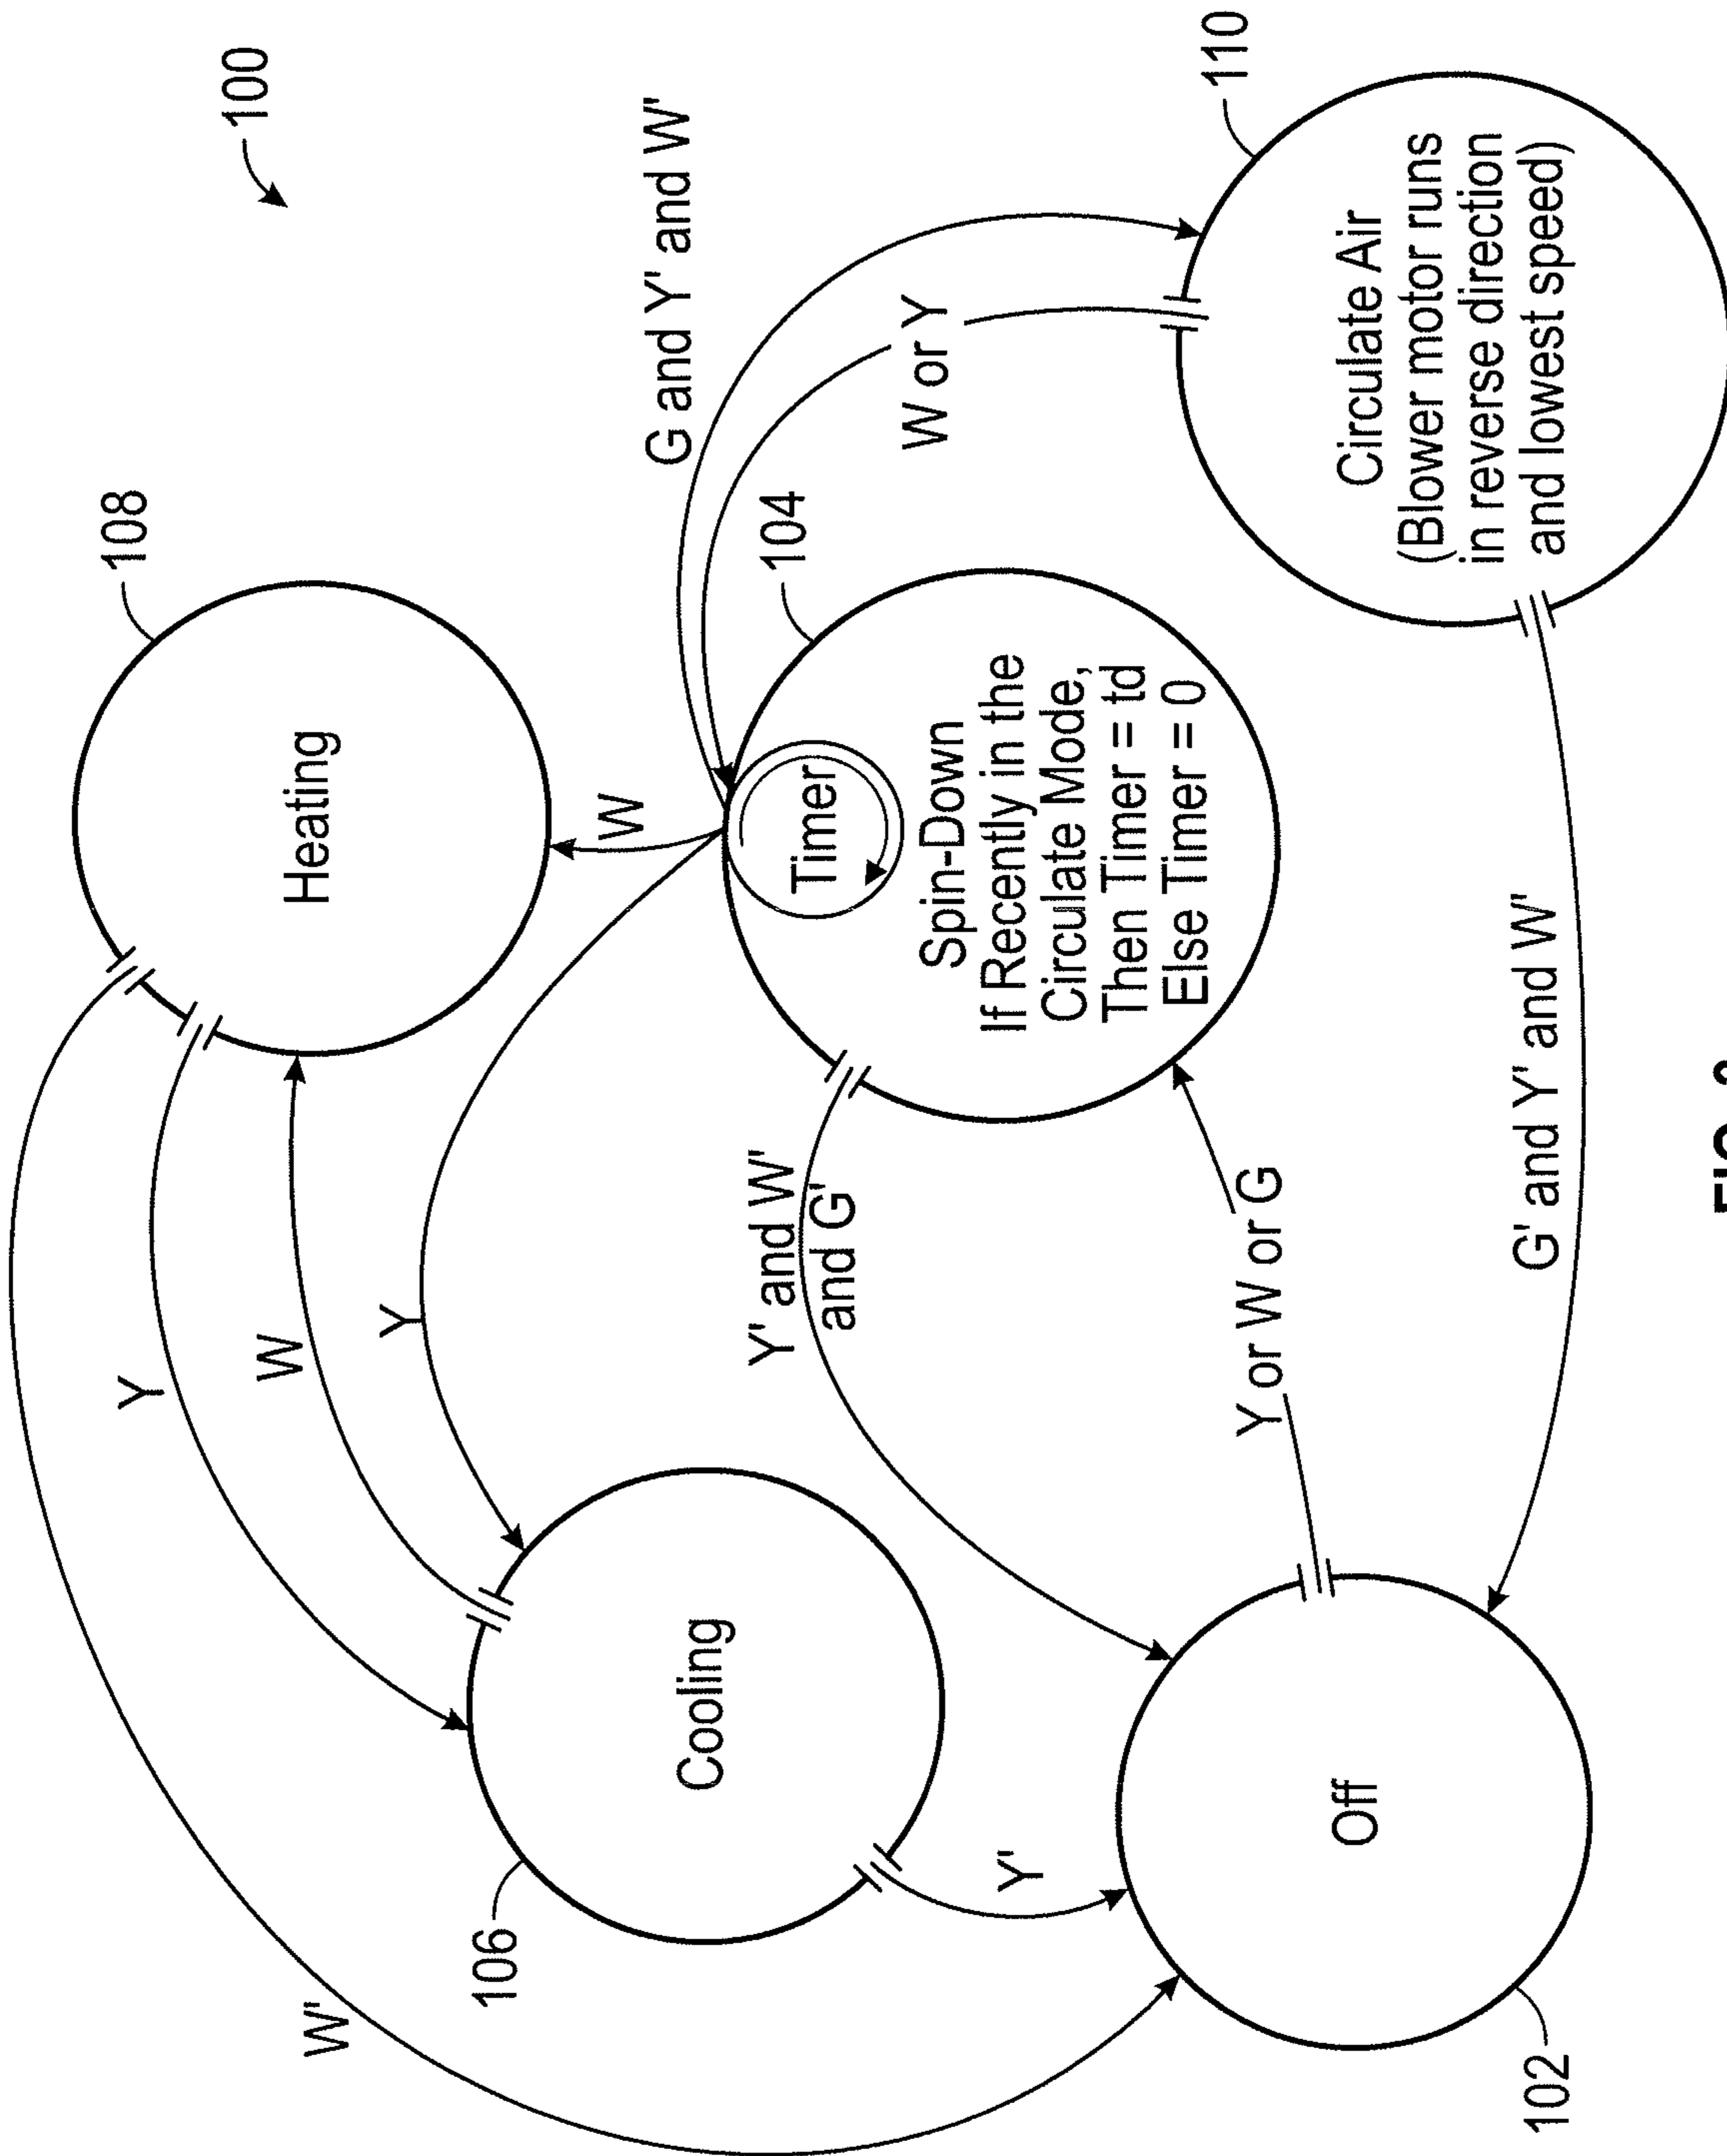 100
108
Heating
W'
Y
W
Y
W
G and Y' and W'
W or Y
110
Circulate Air
(Blower motor runs
in reverse direction
and lowest speed)
104
Timer
Spin-Down
If Recently in the
Circulate Mode,
Then Timer = td
Else Timer = 0
106
Cooling
Y' and W'
and G'
Y'
Y or W or G
G' and Y' and W'
Off
102